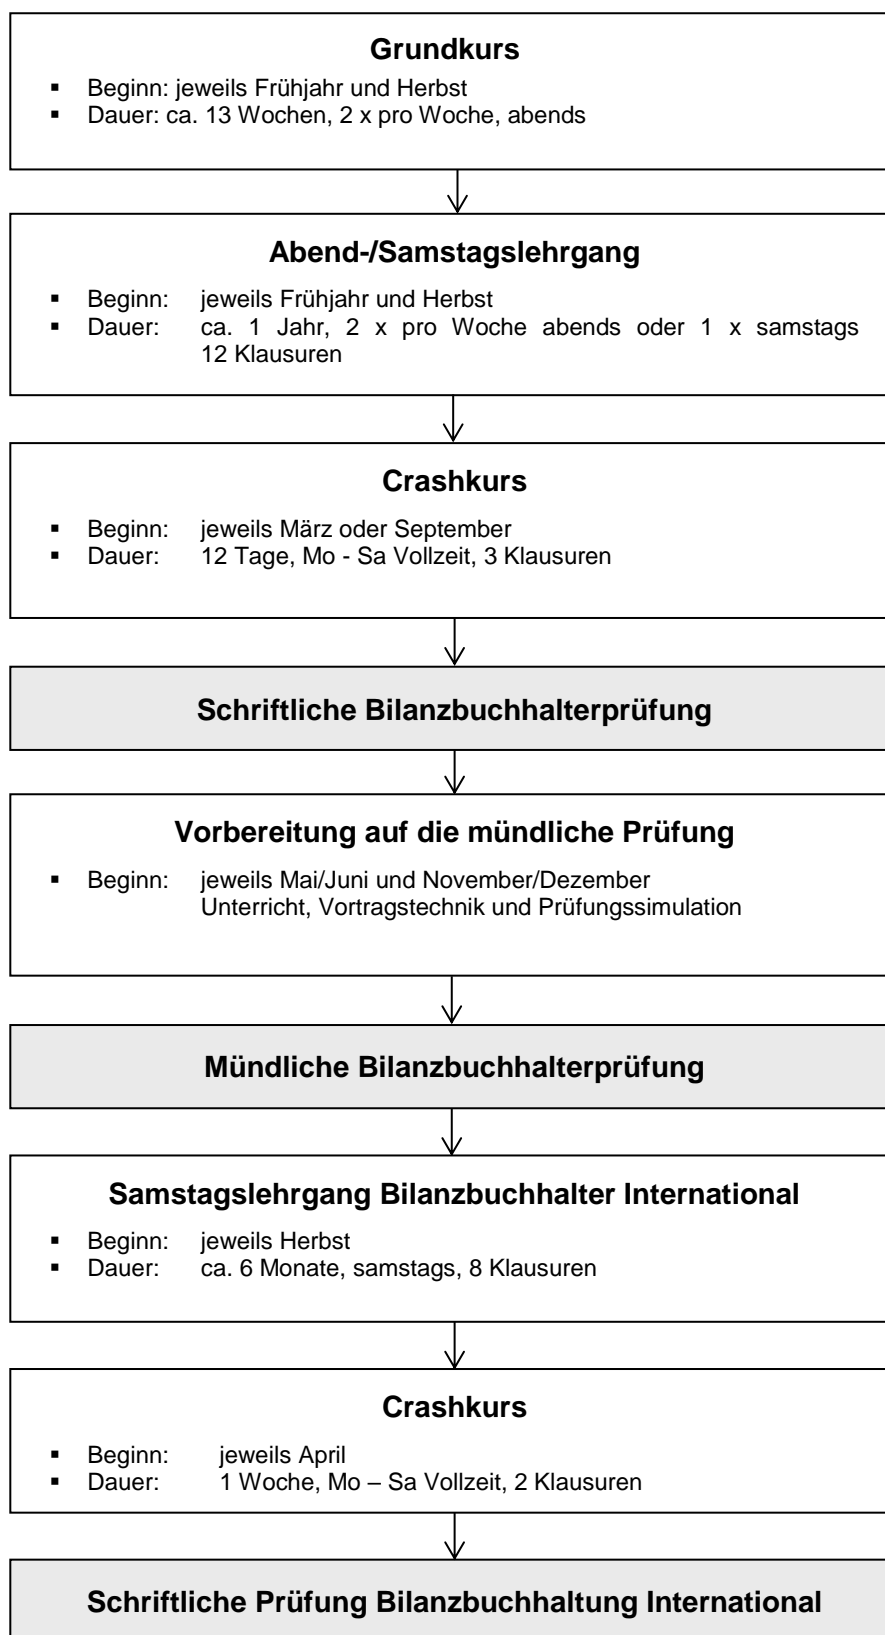 Grundkurs
▪ Beginn: jeweils Frühjahr und Herbst
▪ Dauer: ca. 13 Wochen, 2 x pro Woche, abends
Abend-/Samstagslehrgang
▪ Beginn: jeweils Frühjahr und Herbst
▪ Dauer: ca. 1 Jahr, 2 x pro Woche abends oder 1 x samstags
12 Klausuren
Crashkurs
▪ Beginn: jeweils März oder September
▪ Dauer: 12 Tage, Mo - Sa Vollzeit, 3 Klausuren
Schriftliche Bilanzbuchhalterprüfung
Vorbereitung auf die mündliche Prüfung
▪ Beginn: jeweils Mai/Juni und November/Dezember
Unterricht, Vortragstechnik und Prüfungssimulation
Mündliche Bilanzbuchhalterprüfung
Samstagslehrgang Bilanzbuchhalter International
▪ Beginn: jeweils Herbst
▪ Dauer: ca. 6 Monate, samstags, 8 Klausuren
Crashkurs
▪ Beginn: jeweils April
▪ Dauer: 1 Woche, Mo – Sa Vollzeit, 2 Klausuren
Schriftliche Prüfung Bilanzbuchhaltung International